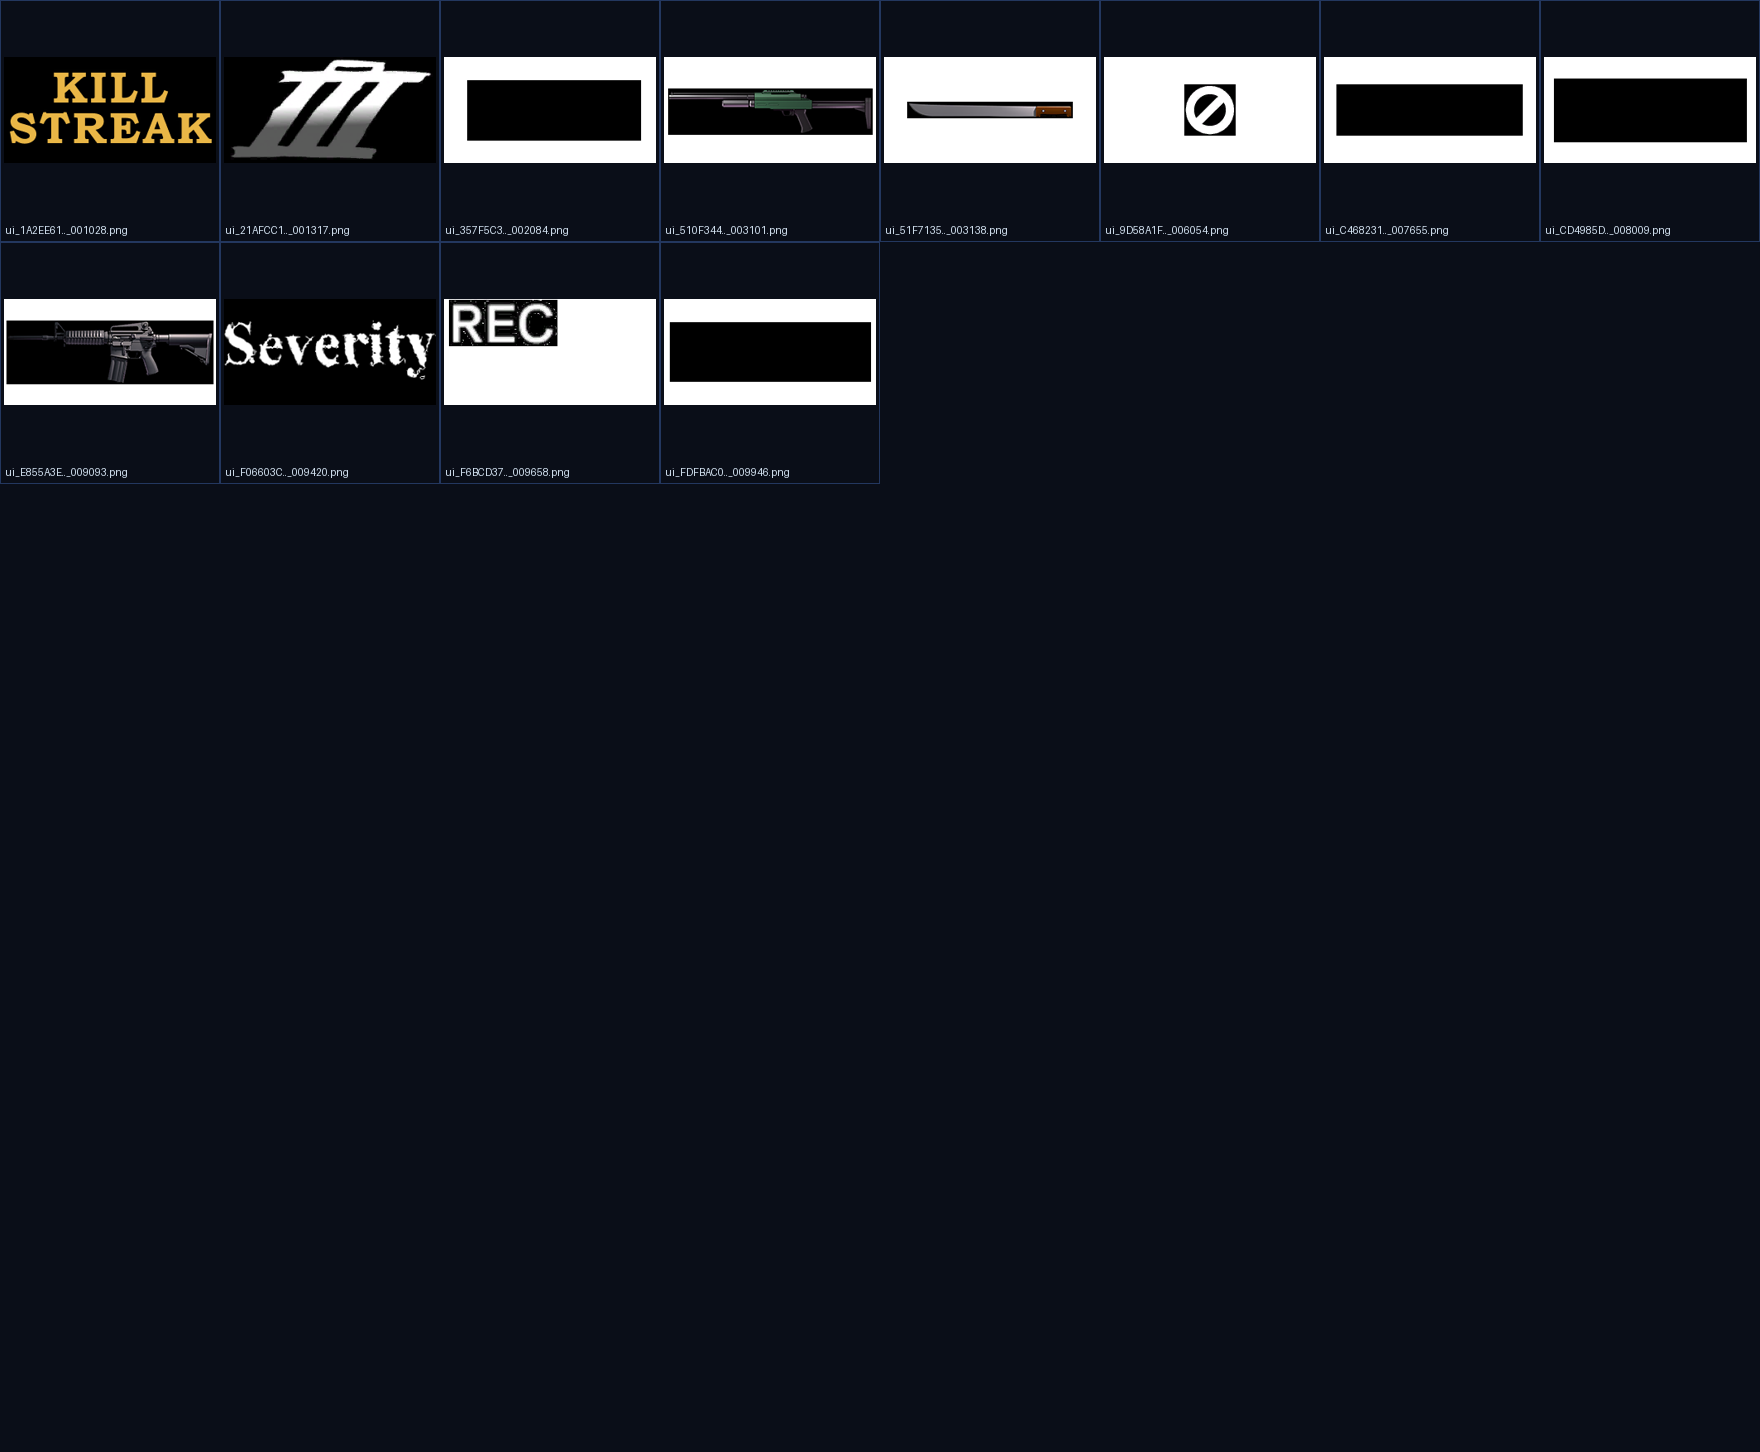 KILL
STREAK
ui_1A2EE61.._001028.png
ui_21AFCC1.._001317.png
ui_357F5C3.._002084.png
ui_510F344.._003101.png
ui_51F7135.._003138.png
ui_9D58A1F.._006054.png
ui_C468231.._007655.png
ui_CD4985D.._008009.png
Severity
REC
ui_E855A3E.._009093.png
ui_F06603C.._009420.png
ui_F6BCD37.._009658.png
ui_FDFBAC0.._009946.png